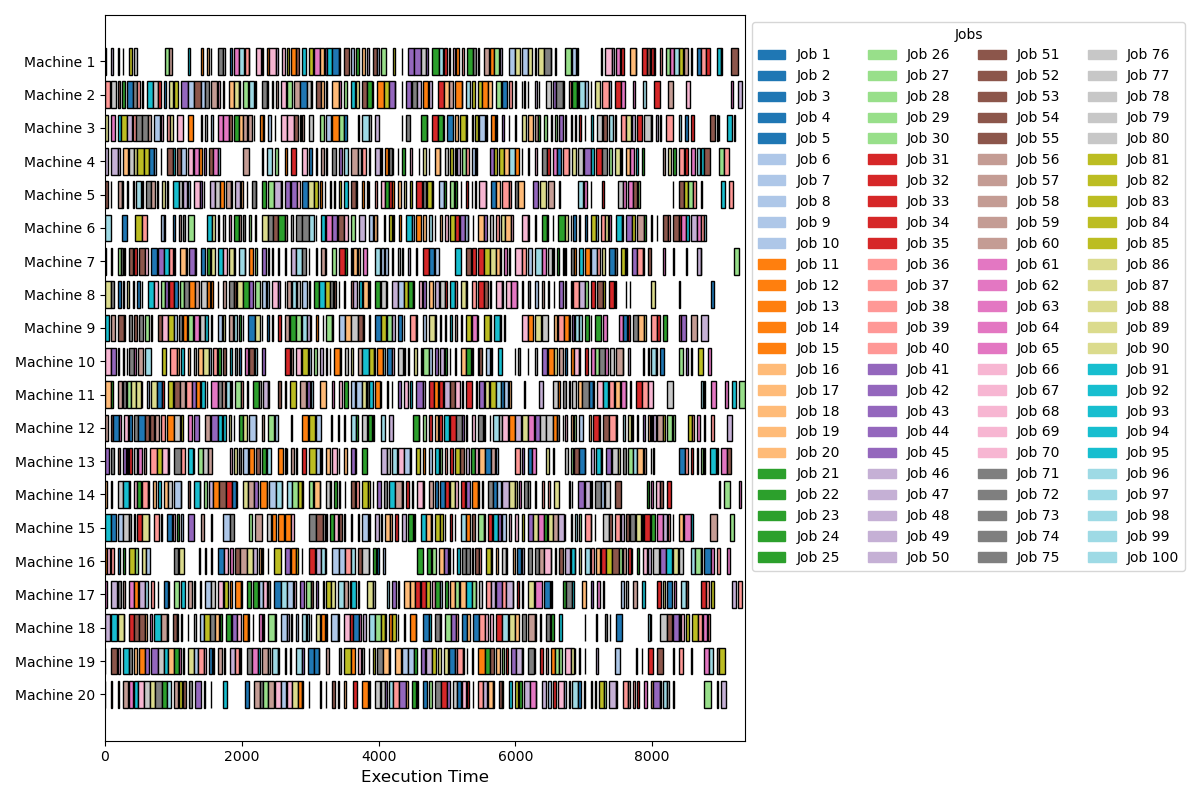 Jobs
Machine 1
Machine 2
Machine 3
Machine 4
Machine 5
Machine 6
Machine 7
Machine 8
Machine 9
Machine 10
Machine 11
Machine 12
Machine 13
Machine 14
Machine 15
Machine 16
Machine 17
Machine 18
Machine 19
Machine 20
0 2000 4000 6000 8000
Execution Time
Job 1 Job 26 Job 51 Job 76
Job 2 Job 27 Job 52 Job 77
Job 3 Job 28 Job 53 Job 78
Job 4 Job 29 Job 54 Job 79
Job 5 Job 30 Job 55 Job 80
Job 6 Job 31 Job 56 Job 81
Job 7 Job 32 Job 57 Job 82
Job 8 Job 33 Job 58 Job 83
Job 9 Job 34 Job 59 Job 84
Job 10 Job 35 Job 60 Job 85
Job 11 Job 36 Job 61 Job 86
Job 12 Job 37 Job 62 Job 87
Job 13 Job 38 Job 63 Job 88
Job 14 Job 39 Job 64 Job 89
Job 15 Job 40 Job 65 Job 90
Job 16 Job 41 Job 66 Job 91
Job 17 Job 42 Job 67 Job 92
Job 18 Job 43 Job 68 Job 93
Job 19 Job 44 Job 69 Job 94
Job 20 Job 45 Job 70 Job 95
Job 21 Job 46 Job 71 Job 96
Job 22 Job 47 Job 72 Job 97
Job 23 Job 48 Job 73 Job 98
Job 24 Job 49 Job 74 Job 99
Job 25 Job 50 Job 75 Job 100